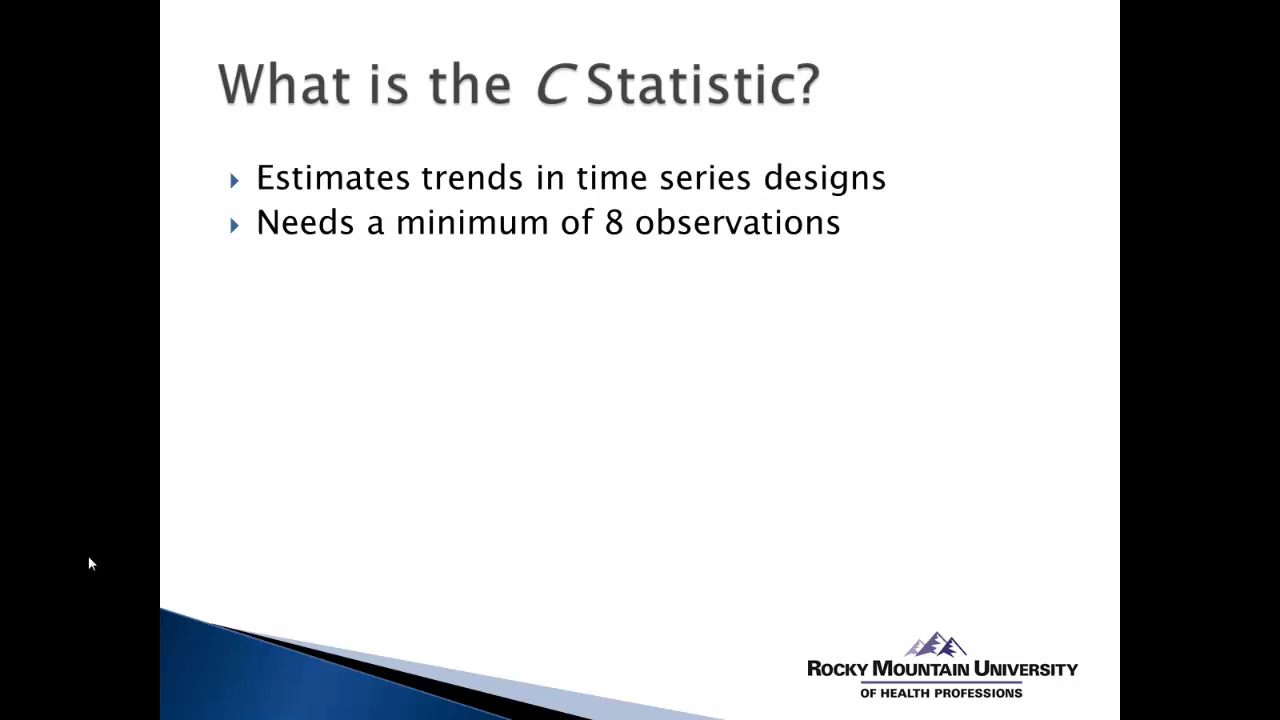 What is the C Statistic?
Estimates trends in time series designs
Needs a minimum of 8 observations
ROCKY MOUNTAIN UNIVERSITY
OF HEALTH PROFESSIONS